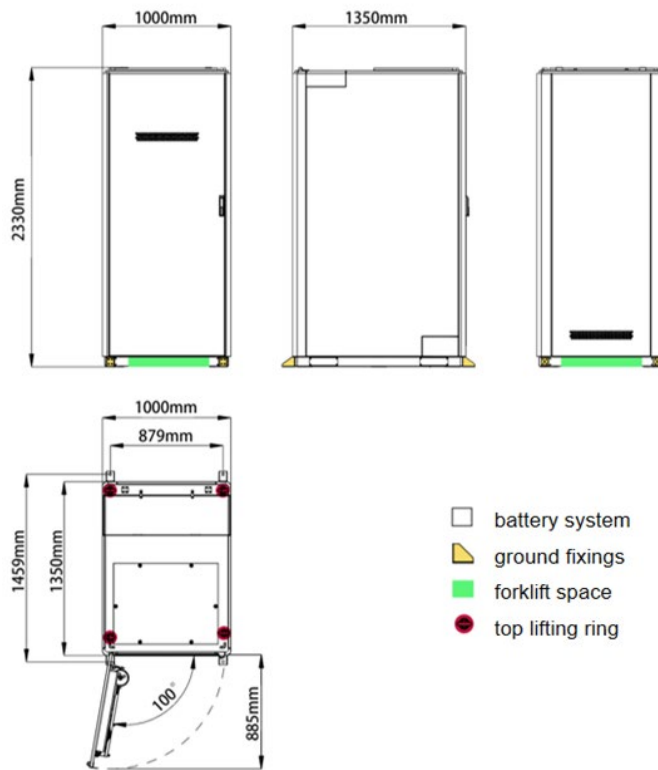 1000mm
1350mm
2330mm
1000mm
879mm
1459mm
1350mm
100°
885mm
battery system
ground fixings
forklift space
top lifting ring